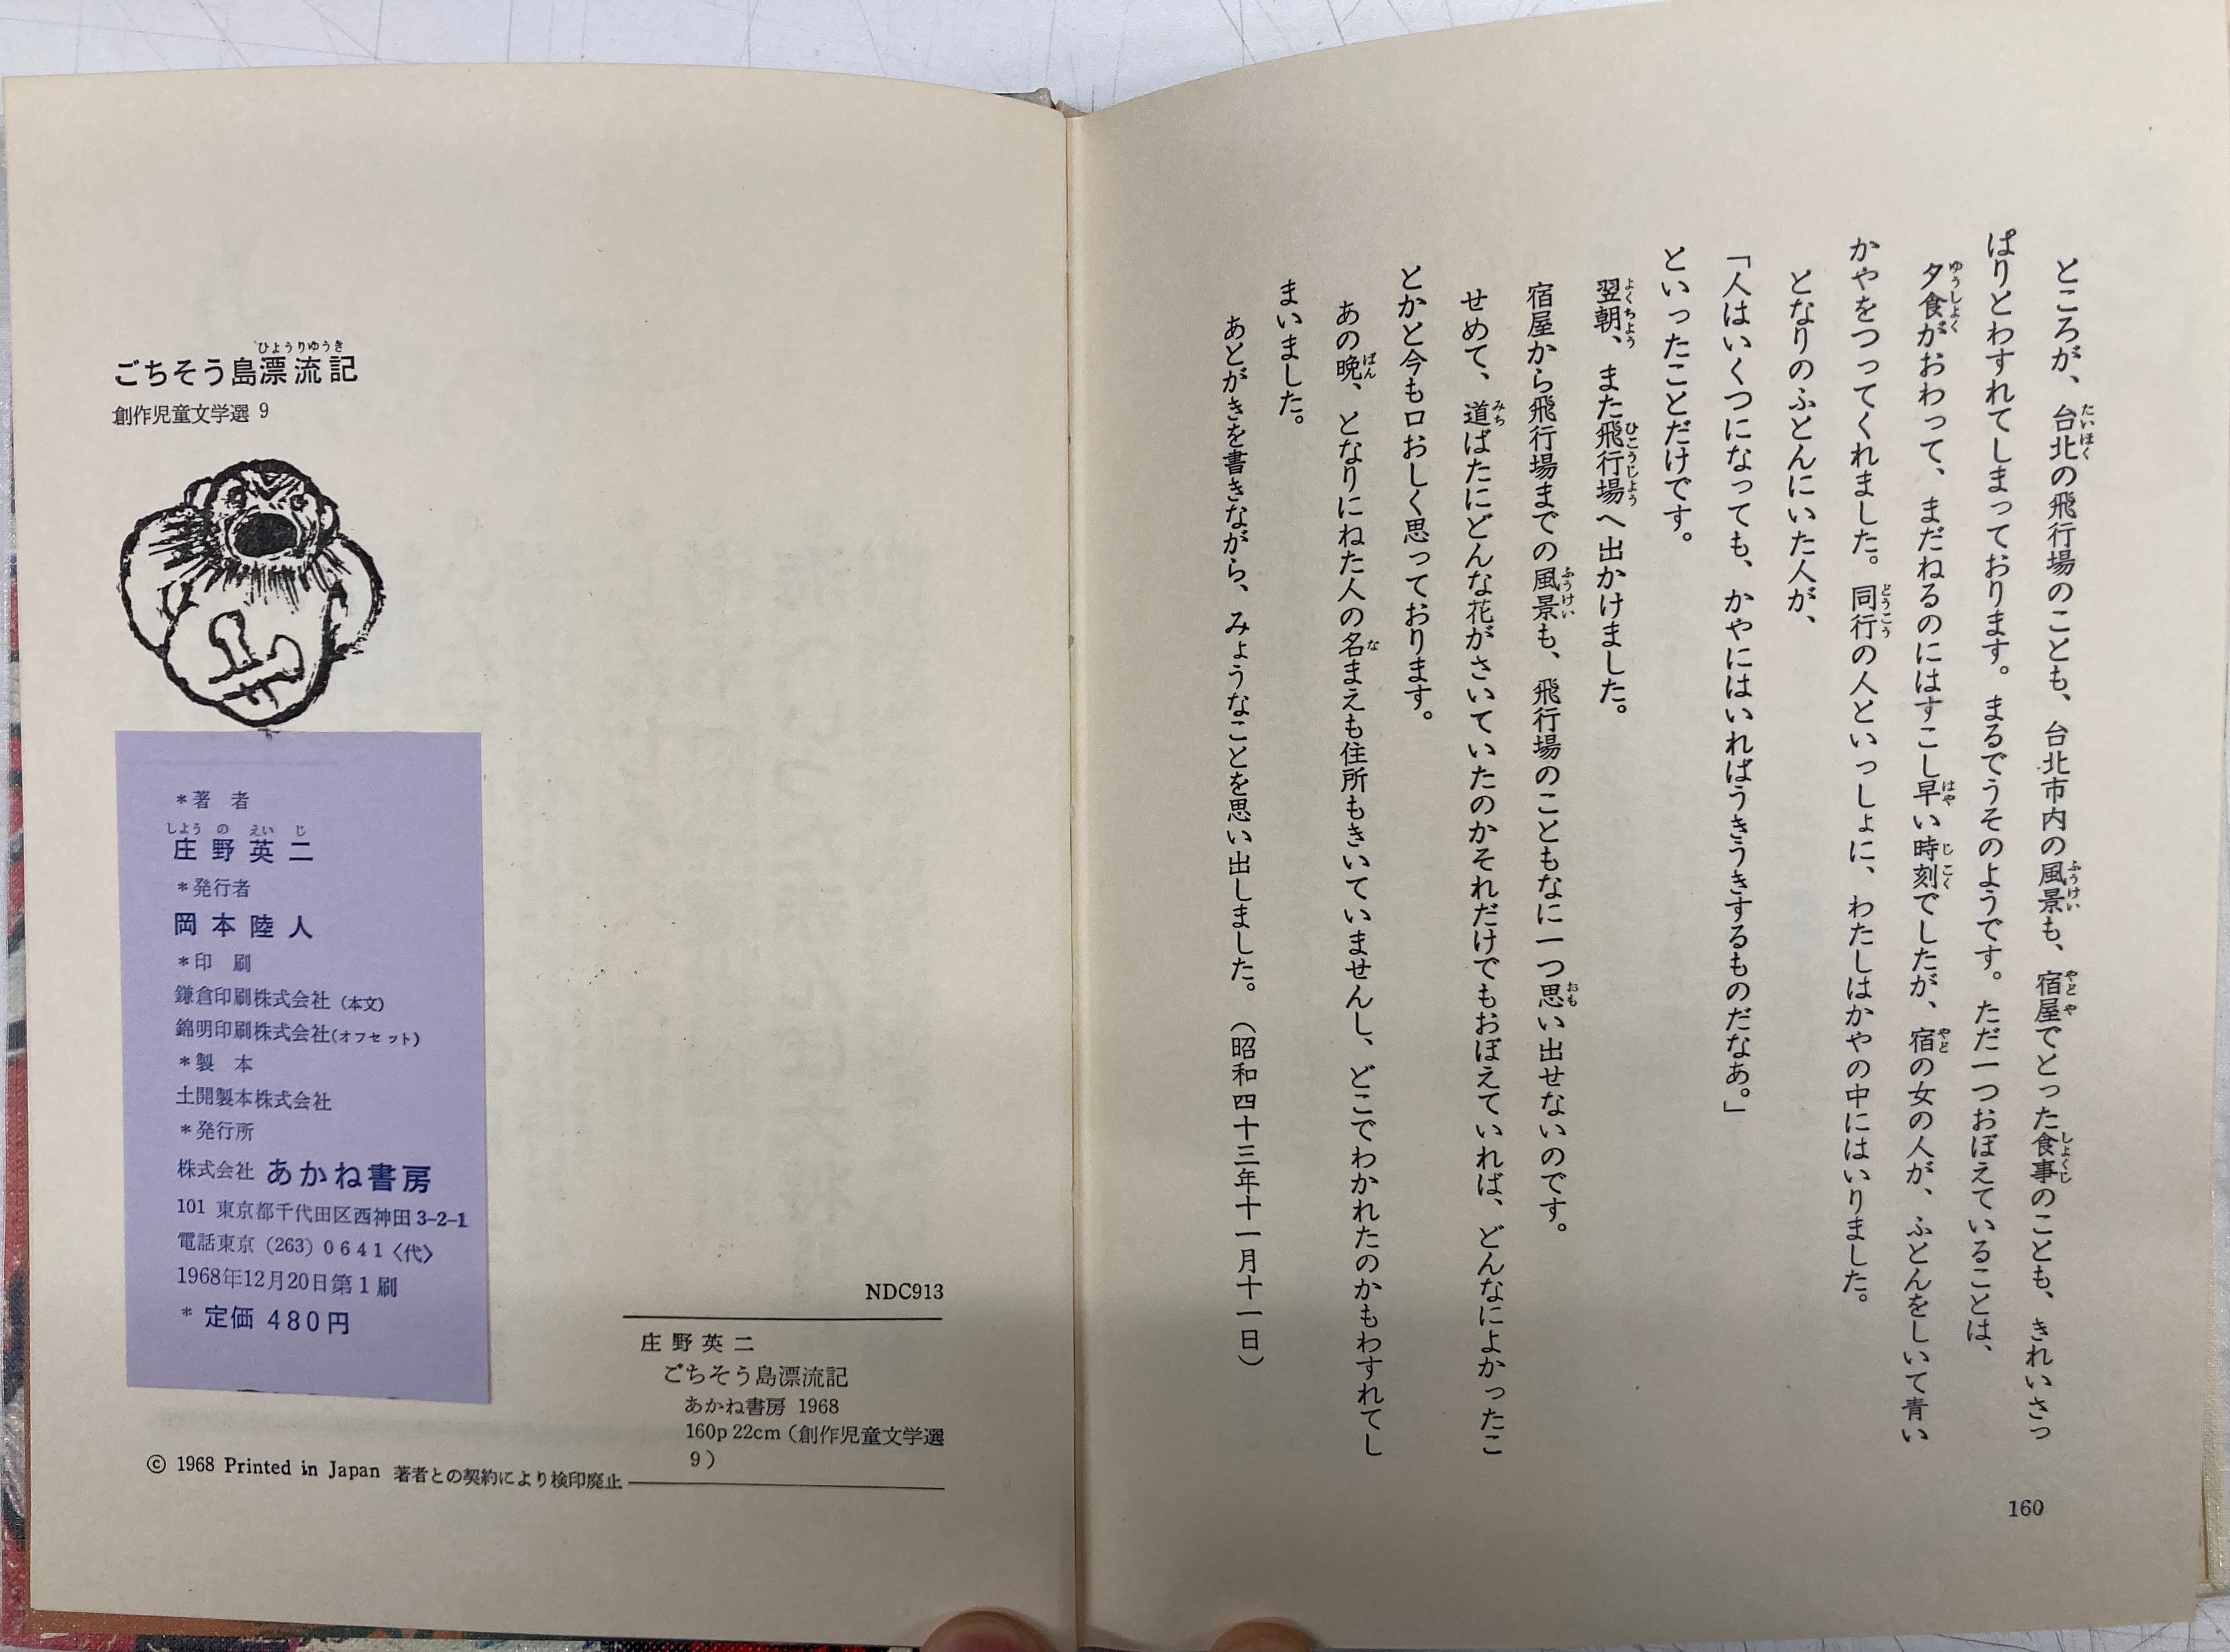 ところが、台北の飛行場のことも、台北市内の風景も、宿屋でとった食事のことも、きれいさっ
ぱりとわすれてしまっております。まるでうそのようです。ただ一つおぼえていることは、
夕食がおわって、まだねるのにはすこし早い時刻でしたが、宿の女の人が、ふとんをしいて青い
かやをつってくれました。同行の人といっしょに、わたしはかやの中にはいりました。
となりのふとんにいた人が、
「人はいくつになっても、かやにはいればうきうきするものだなあ。」
といったことだけです。
翌朝、また飛行場へ出かけました。
宿屋から飛行場までの風景も、飛行場のこともなに一つ思い出せないのです。
せめて、道ばたにどんな花がさいていたのかそれだけでもおぼえていれば、どんなによかったこ
とかと今も口おしく思っております。
あの晩、となりにねた人の名まえも住所もきいていませんし、どこでわかれたのかもわすれてし
まいました。
あとがきを書きながら、みょうなことを思い出しました。（昭和四十三年十一月十一日）
160
ひようりゆうき
ごちそう島漂流記
創作児童文学選 9
＊著　者
しよう の えい じ
庄野英二
＊発行者
岡本陸人
＊印　刷
鎌倉印刷株式会社（本文）
錦明印刷株式会社（オフセット）
＊製　本
土開製本株式会社
＊発行所
株式会社 あかね書房
101 東京都千代田区西神田3-2-1
電話東京（263）0641〈代〉
1968年12月20日第1刷
＊定価 480円
NDC913
庄野英二
ごちそう島漂流記
あかね書房 1968
160p 22cm（創作児童文学選
9）
© 1968 Printed in Japan 著者との契約により検印廃止